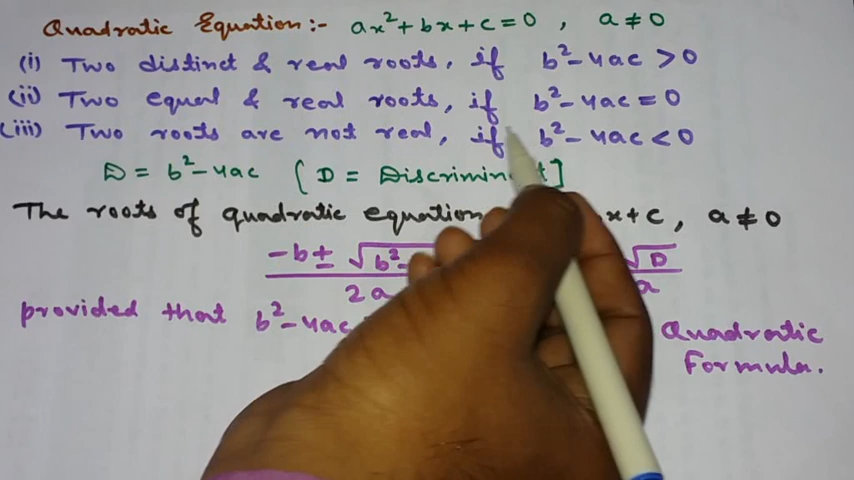 Quadratic Equation:- ax²+bx+c=0, a≠0
(i) Two distinct & real roots, if b²-4ac>0
(ii) Two equal & real roots, if b²-4ac=0
(iii) Two roots are not real, if b²-4ac<0
D = b²-4ac [D = Discriminant]
The roots of quadratic equation x+c, a≠0
-b± √b²- √D
2a a
provided that b²-4ac Quadratic
Formula.